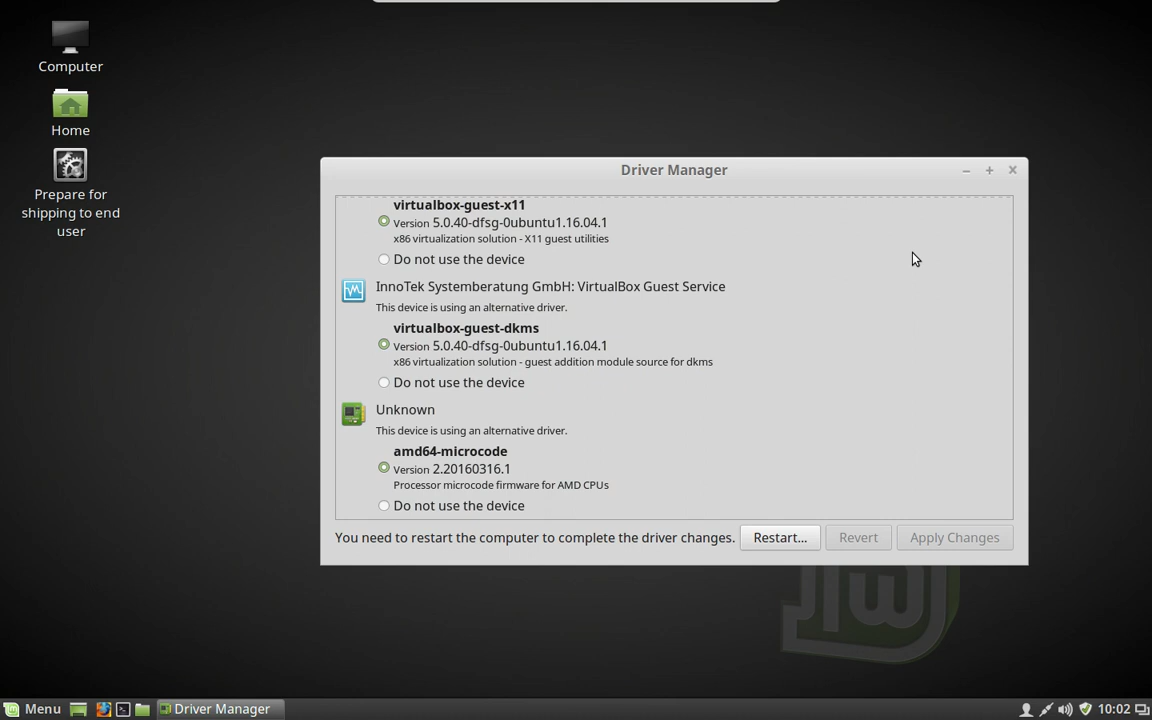 Computer
Home
Prepare for
shipping to end
user
Driver Manager
virtualbox-guest-x11
Version 5.0.40-dfsg-0ubuntu1.16.04.1
x86 virtualization solution - X11 guest utilities
Do not use the device
InnoTek Systemberatung GmbH: VirtualBox Guest Service
This device is using an alternative driver.
virtualbox-guest-dkms
Version 5.0.40-dfsg-0ubuntu1.16.04.1
x86 virtualization solution - guest addition module source for dkms
Do not use the device
Unknown
This device is using an alternative driver.
amd64-microcode
Version 2.20160316.1
Processor microcode firmware for AMD CPUs
Do not use the device
You need to restart the computer to complete the driver changes. Restart... Revert Apply Changes
Menu Driver Manager 10:02